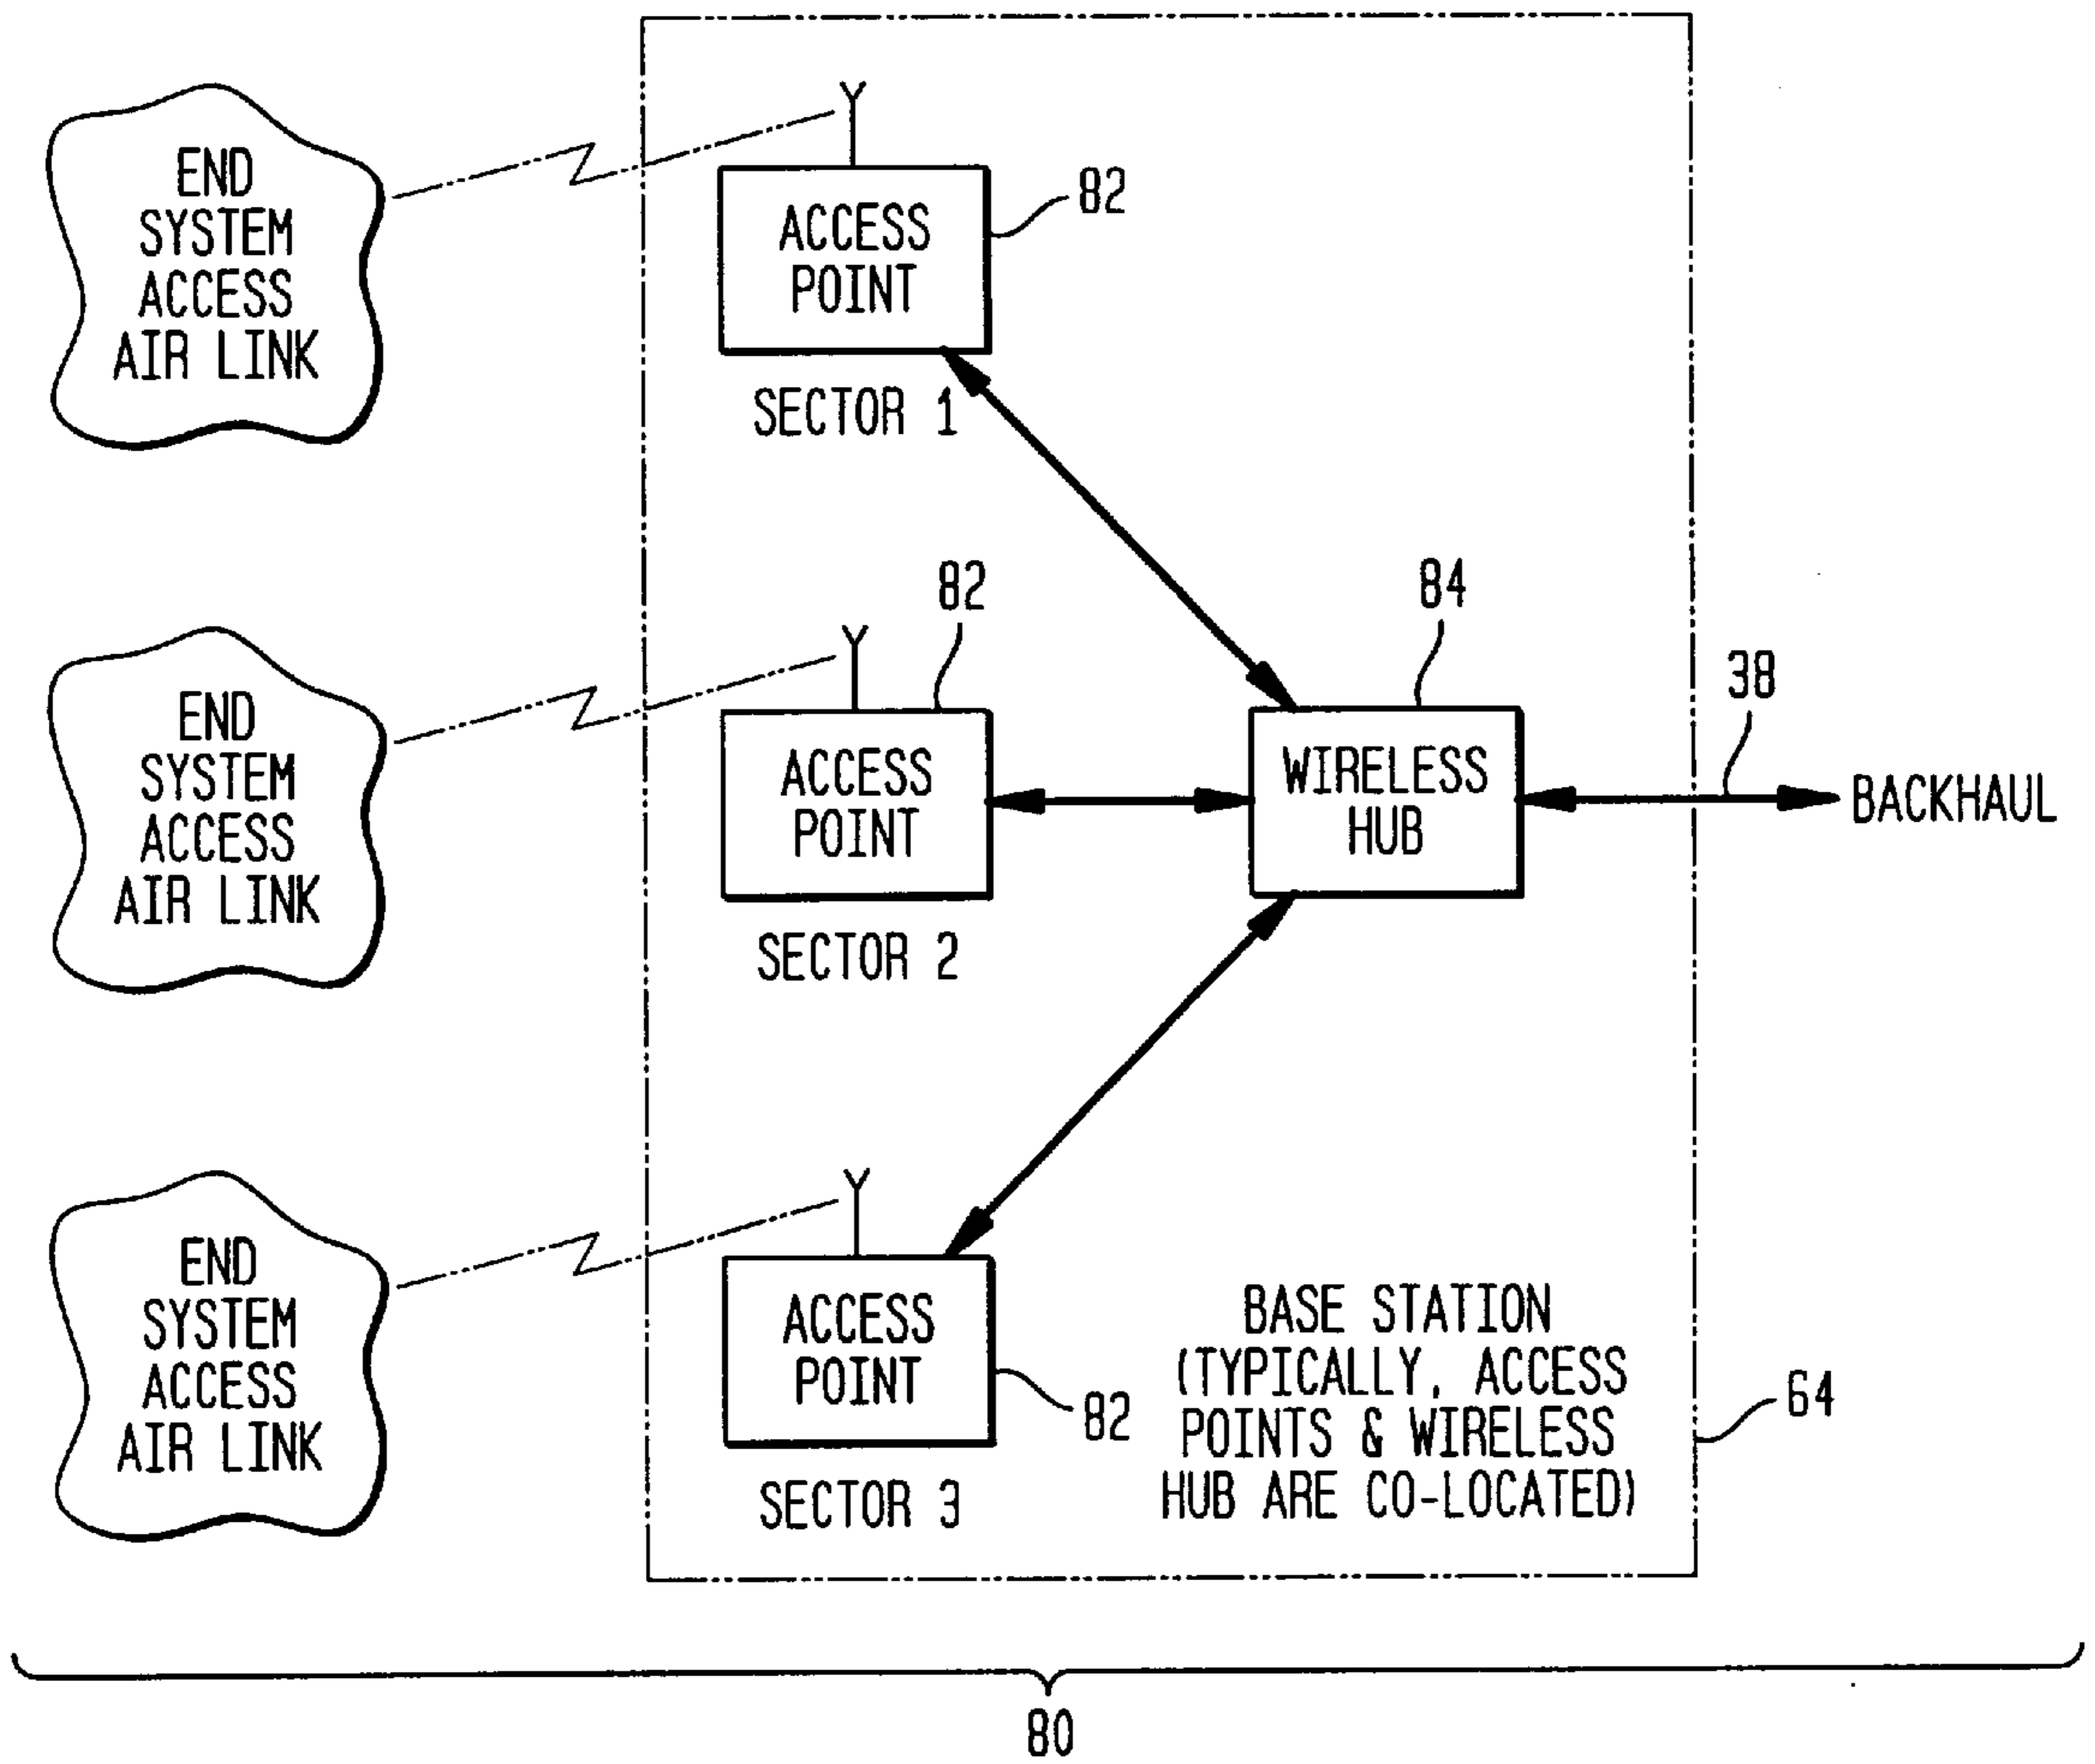 END
SYSTEM
ACCESS
AIR LINK
ACCESS
POINT
82
SECTOR 1
END
SYSTEM
ACCESS
AIR LINK
82
ACCESS
POINT
SECTOR 2
84
WIRELESS
HUB
38
BACKHAUL
END
SYSTEM
ACCESS
AIR LINK
ACCESS
POINT
82
SECTOR 3
BASE STATION
(TYPICALLY, ACCESS
POINTS & WIRELESS
HUB ARE CO-LOCATED)
64
80